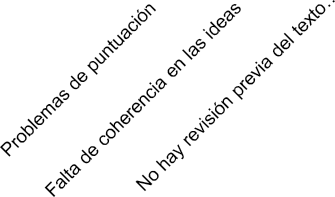 Problemas de puntuación
Falta de coherencia en las ideas
No hay revisión previa del texto…